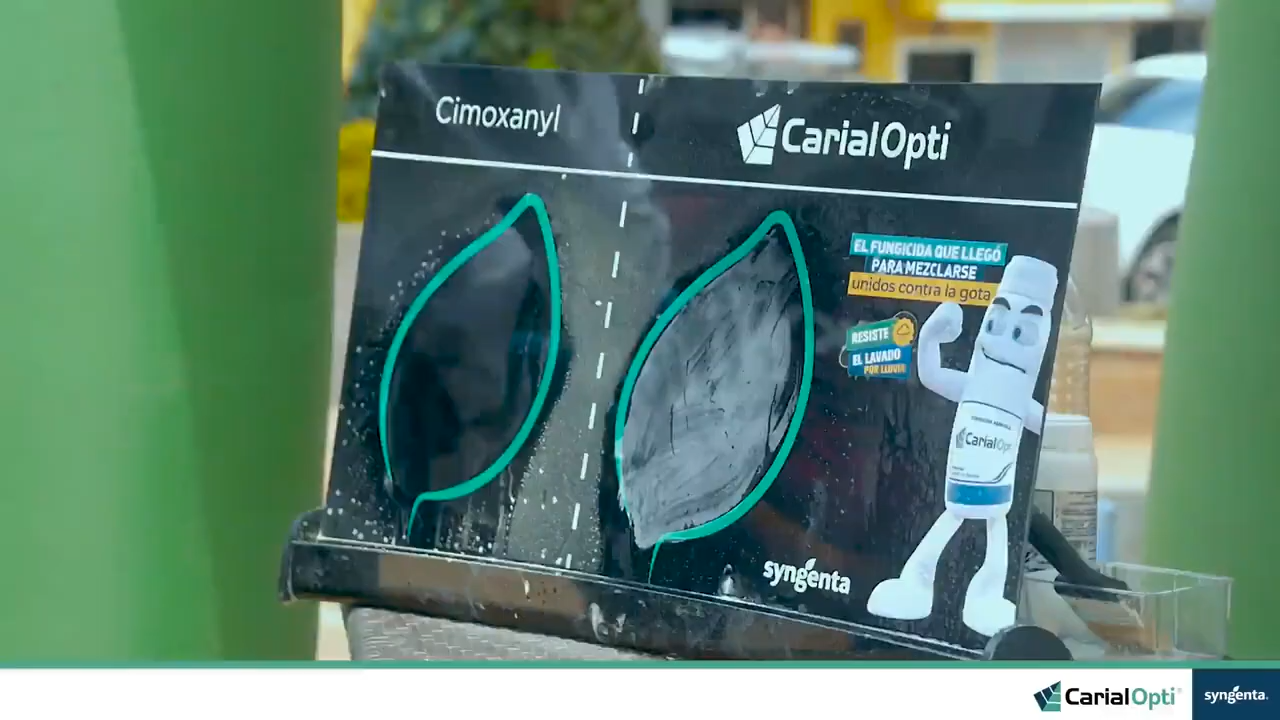 Cimoxanyl
CarialOpti
EL FUNGICIDA QUE LLEGÓ
PARA MEZCLARSE
unidos contra la gota
RESISTE
EL LAVADO
POR LLUVIA
CarialOpti
syngenta
CarialOpti®
syngenta.